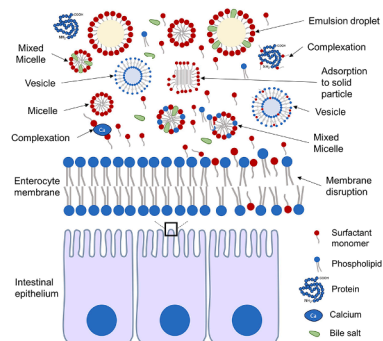 Emulsion droplet
Mixed
Micelle
Complexation
Vesicle
Adsorption
to solid
particle
Micelle
Vesicle
Complexation
Ca
Mixed
Micelle
Enterocyte
membrane
Membrane
disruption
Surfactant
monomer
Phospholipid
Intestinal
epithelium
Protein
Ca
Calcium
Bile salt